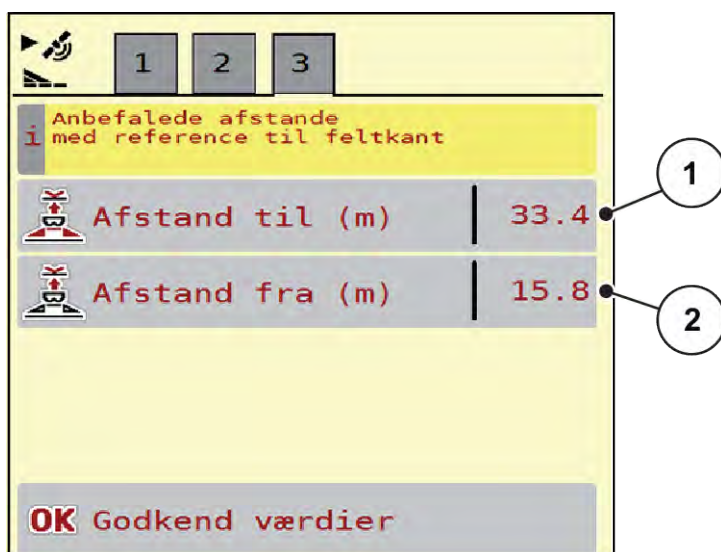 1 2 3
i Anbefalede afstande
med reference til feltkant
Afstand til (m) 33.4
1
Afstand fra (m) 15.8
2
OK Godkend værdier